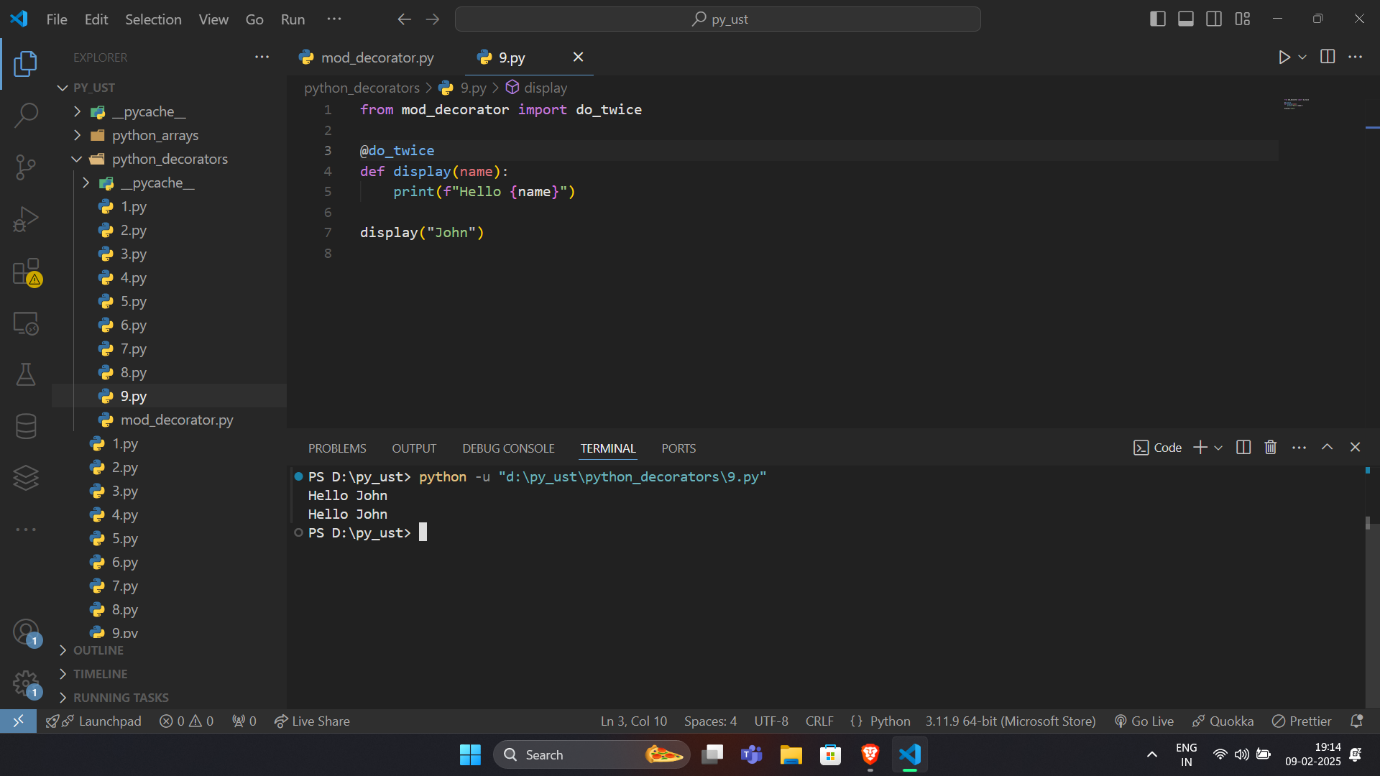 File Edit Selection View Go Run ···
py_ust
EXPLORER
PY_UST
__pycache__
python_arrays
python_decorators
__pycache__
1.py
2.py
3.py
4.py
5.py
6.py
7.py
8.py
9.py
mod_decorator.py
1.py
2.py
3.py
4.py
5.py
6.py
7.py
8.py
9.py
OUTLINE
TIMELINE
RUNNING TASKS
1
1
mod_decorator.py 9.py
python_decorators > 9.py > display
1 from mod_decorator import do_twice
2
3 @do_twice
4 def display(name):
5 print(f"Hello {name}")
6
7 display("John")
8
PROBLEMS OUTPUT DEBUG CONSOLE TERMINAL PORTS
Code
PS D:\py_ust> python -u "d:\py_ust\python_decorators\9.py"
Hello John
Hello John
PS D:\py_ust>
Launchpad 0 0 0 Live Share Ln 3, Col 10 Spaces: 4 UTF-8 CRLF {} Python 3.11.9 64-bit (Microsoft Store) Go Live Quokka Prettier
Search
ENG
IN
19:14
09-02-2025